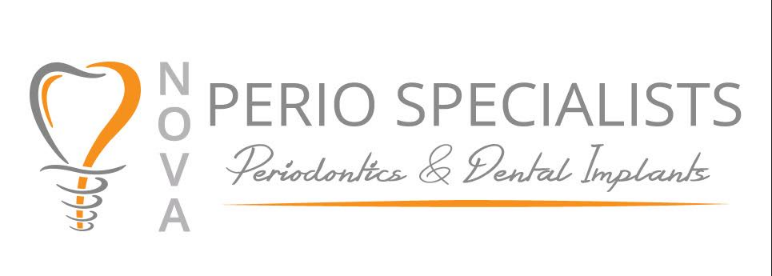 NOVA
PERIO SPECIALISTS
Periodontics & Dental Implants